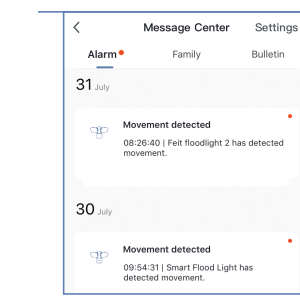 Message Center Settings
Alarm Family Bulletin
31 July
Movement detected
08:26:40 | Feit floodlight 2 has detected
movement.
30 July
Movement detected
09:54:31 | Smart Flood Light has
detected movement.